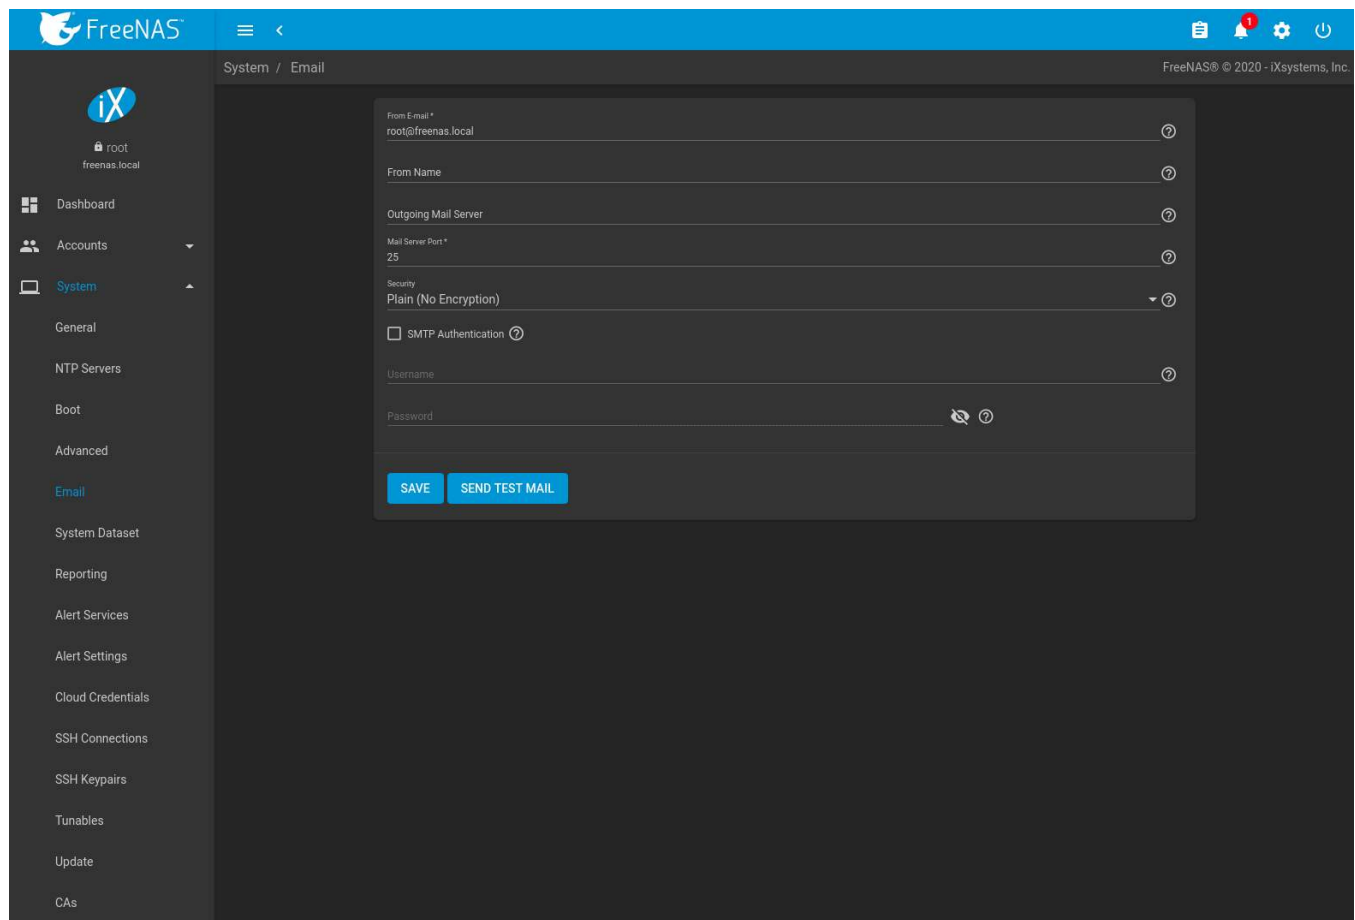 FreeNAS™
1
System / Email
FreeNAS® © 2020 - iXsystems, Inc.
iX
root
freenas.local
Dashboard
Accounts
System
General
NTP Servers
Boot
Advanced
Email
System Dataset
Reporting
Alert Services
Alert Settings
Cloud Credentials
SSH Connections
SSH Keypairs
Tunables
Update
CAs
From E-mail *
root@freenas.local
From Name
Outgoing Mail Server
Mail Server Port *
25
Security
Plain (No Encryption)
SMTP Authentication
Username
Password
SAVE
SEND TEST MAIL